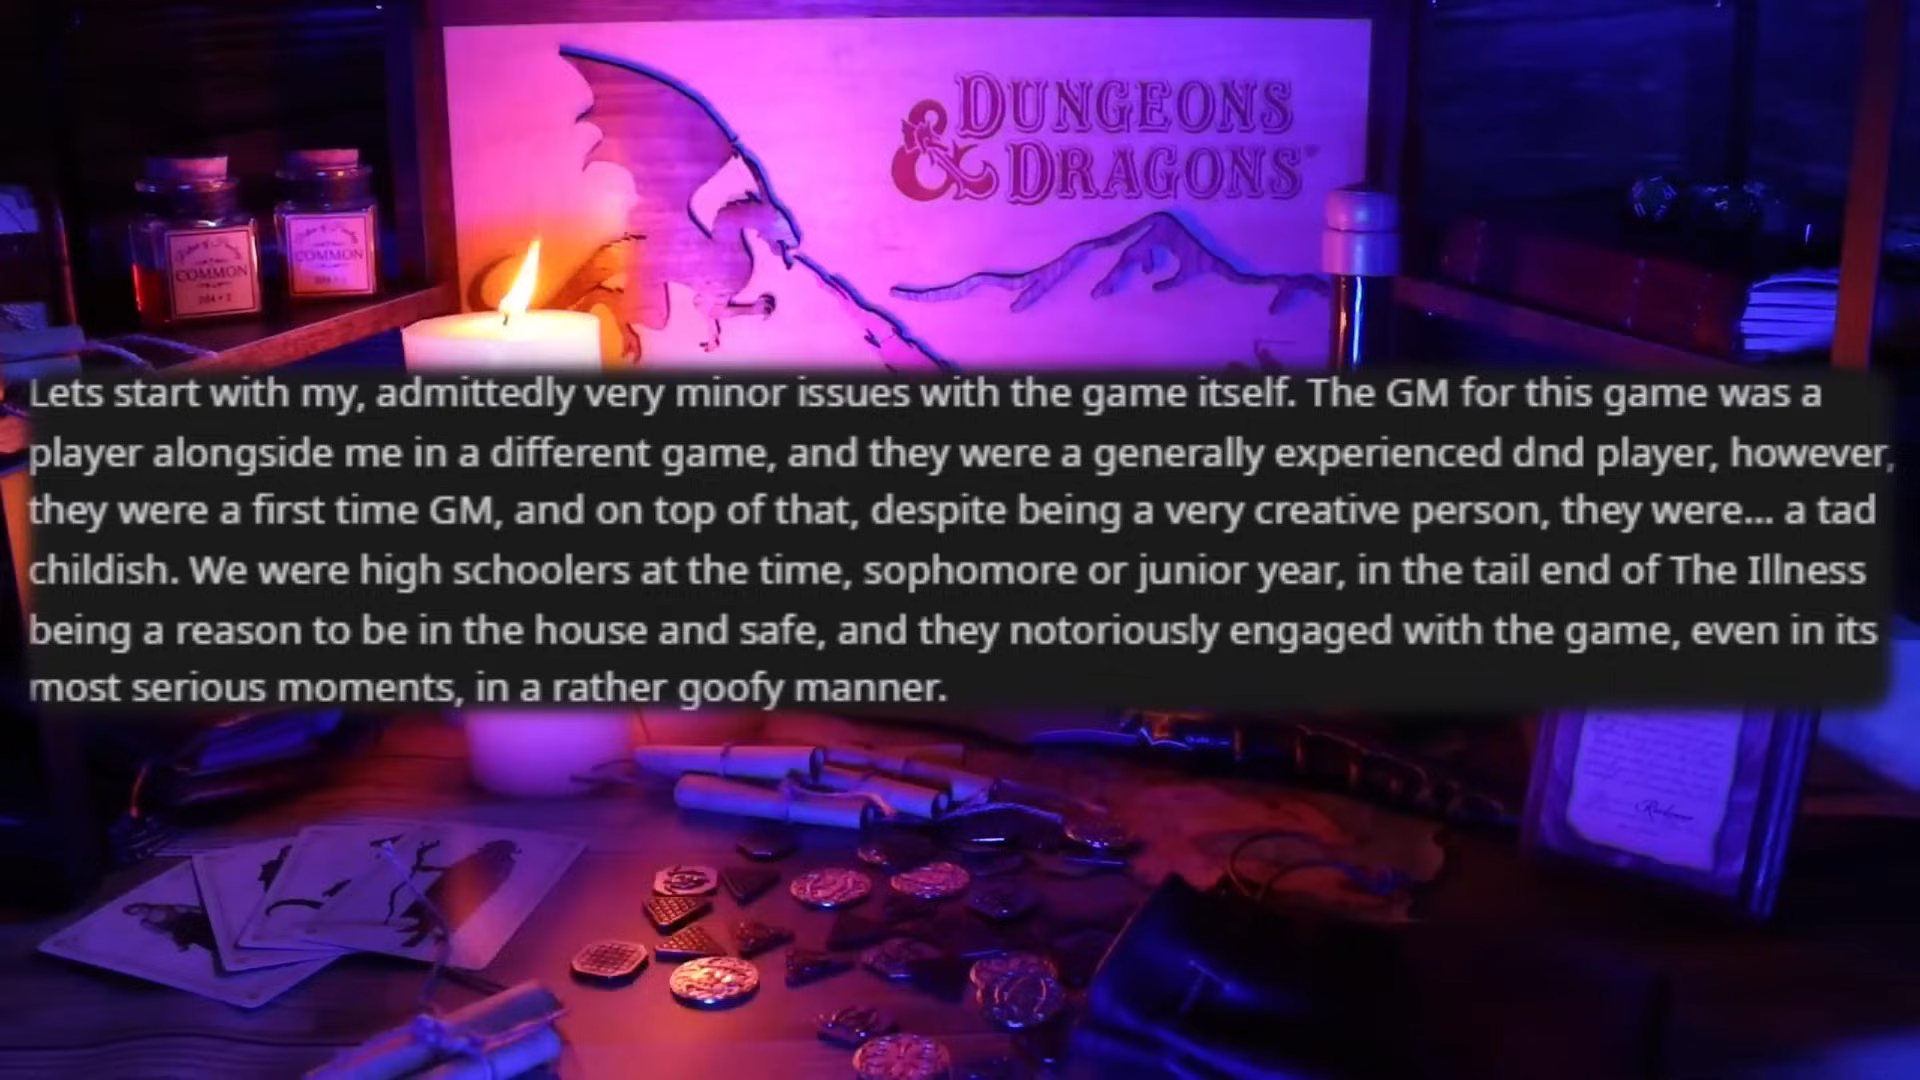 DUNGEONS
& DRAGONS
COMMON
2d4+2
COMMON
Lets start with my, admittedly very minor issues with the game itself. The GM for this game was a
player alongside me in a different game, and they were a generally experienced dnd player, however,
they were a first time GM, and on top of that, despite being a very creative person, they were... a tad
childish. We were high schoolers at the time, sophomore or junior year, in the tail end of The Illness
being a reason to be in the house and safe, and they notoriously engaged with the game, even in its
most serious moments, in a rather goofy manner.